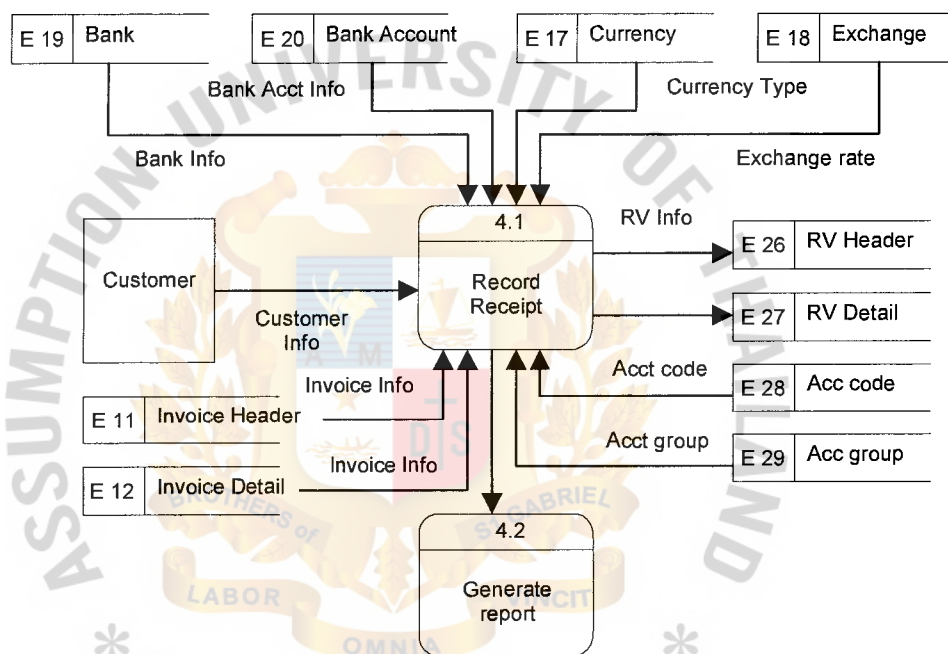 E 19 Bank
E 20 Bank Account
E 17 Currency
E 18 Exchange
Bank Acct Info
Currency Type
Bank Info
Exchange rate
4.1
Record
Receipt
RV Info
E 26 RV Header
E 27 RV Detail
Customer
Customer
Info
Invoice Info
E 11 Invoice Header
Invoice Info
E 12 Invoice Detail
Acct code
E 28 Acc code
Acct group
E 29 Acc group
4.2
Generate
report
ASSUMPTION UNIVERSITY OF THAILAND
A M
D S
BROTHERS of ST GABRIEL
LABOR
OMNIA
VINCIT